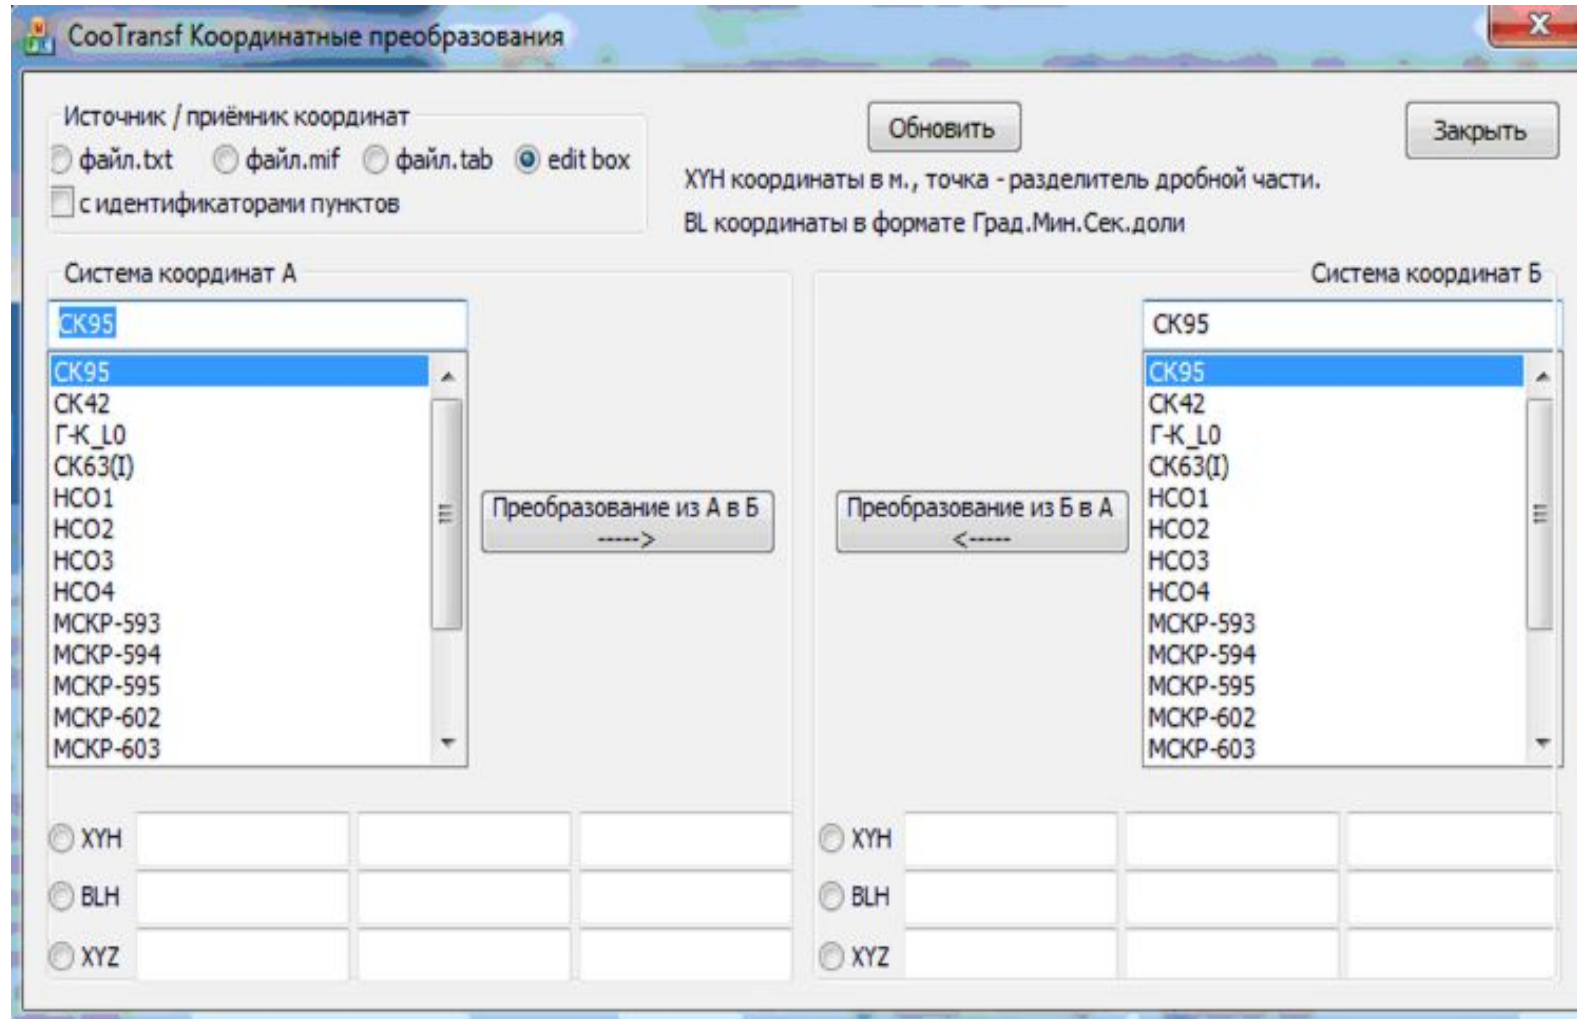 CooTransf Координатные преобразования
X
Источник / приёмник координат
файл.txt файл.mif файл.tab edit box
с идентификаторами пунктов
Обновить
Закрыть
XYH координаты в м., точка - разделитель дробной части.
BL координаты в формате Град.Мин.Сек.доли
Система координат А
СК95
СК95
СК42
Г-К_L0
СК63(I)
НСО1
НСО2
НСО3
НСО4
МСКР-593
МСКР-594
МСКР-595
МСКР-602
МСКР-603
Преобразование из А в Б
----->
XYH
BLH
XYZ
Система координат Б
СК95
СК95
СК42
Г-К_L0
СК63(I)
НСО1
НСО2
НСО3
НСО4
МСКР-593
МСКР-594
МСКР-595
МСКР-602
МСКР-603
Преобразование из Б в А
<-----
XYH
BLH
XYZ